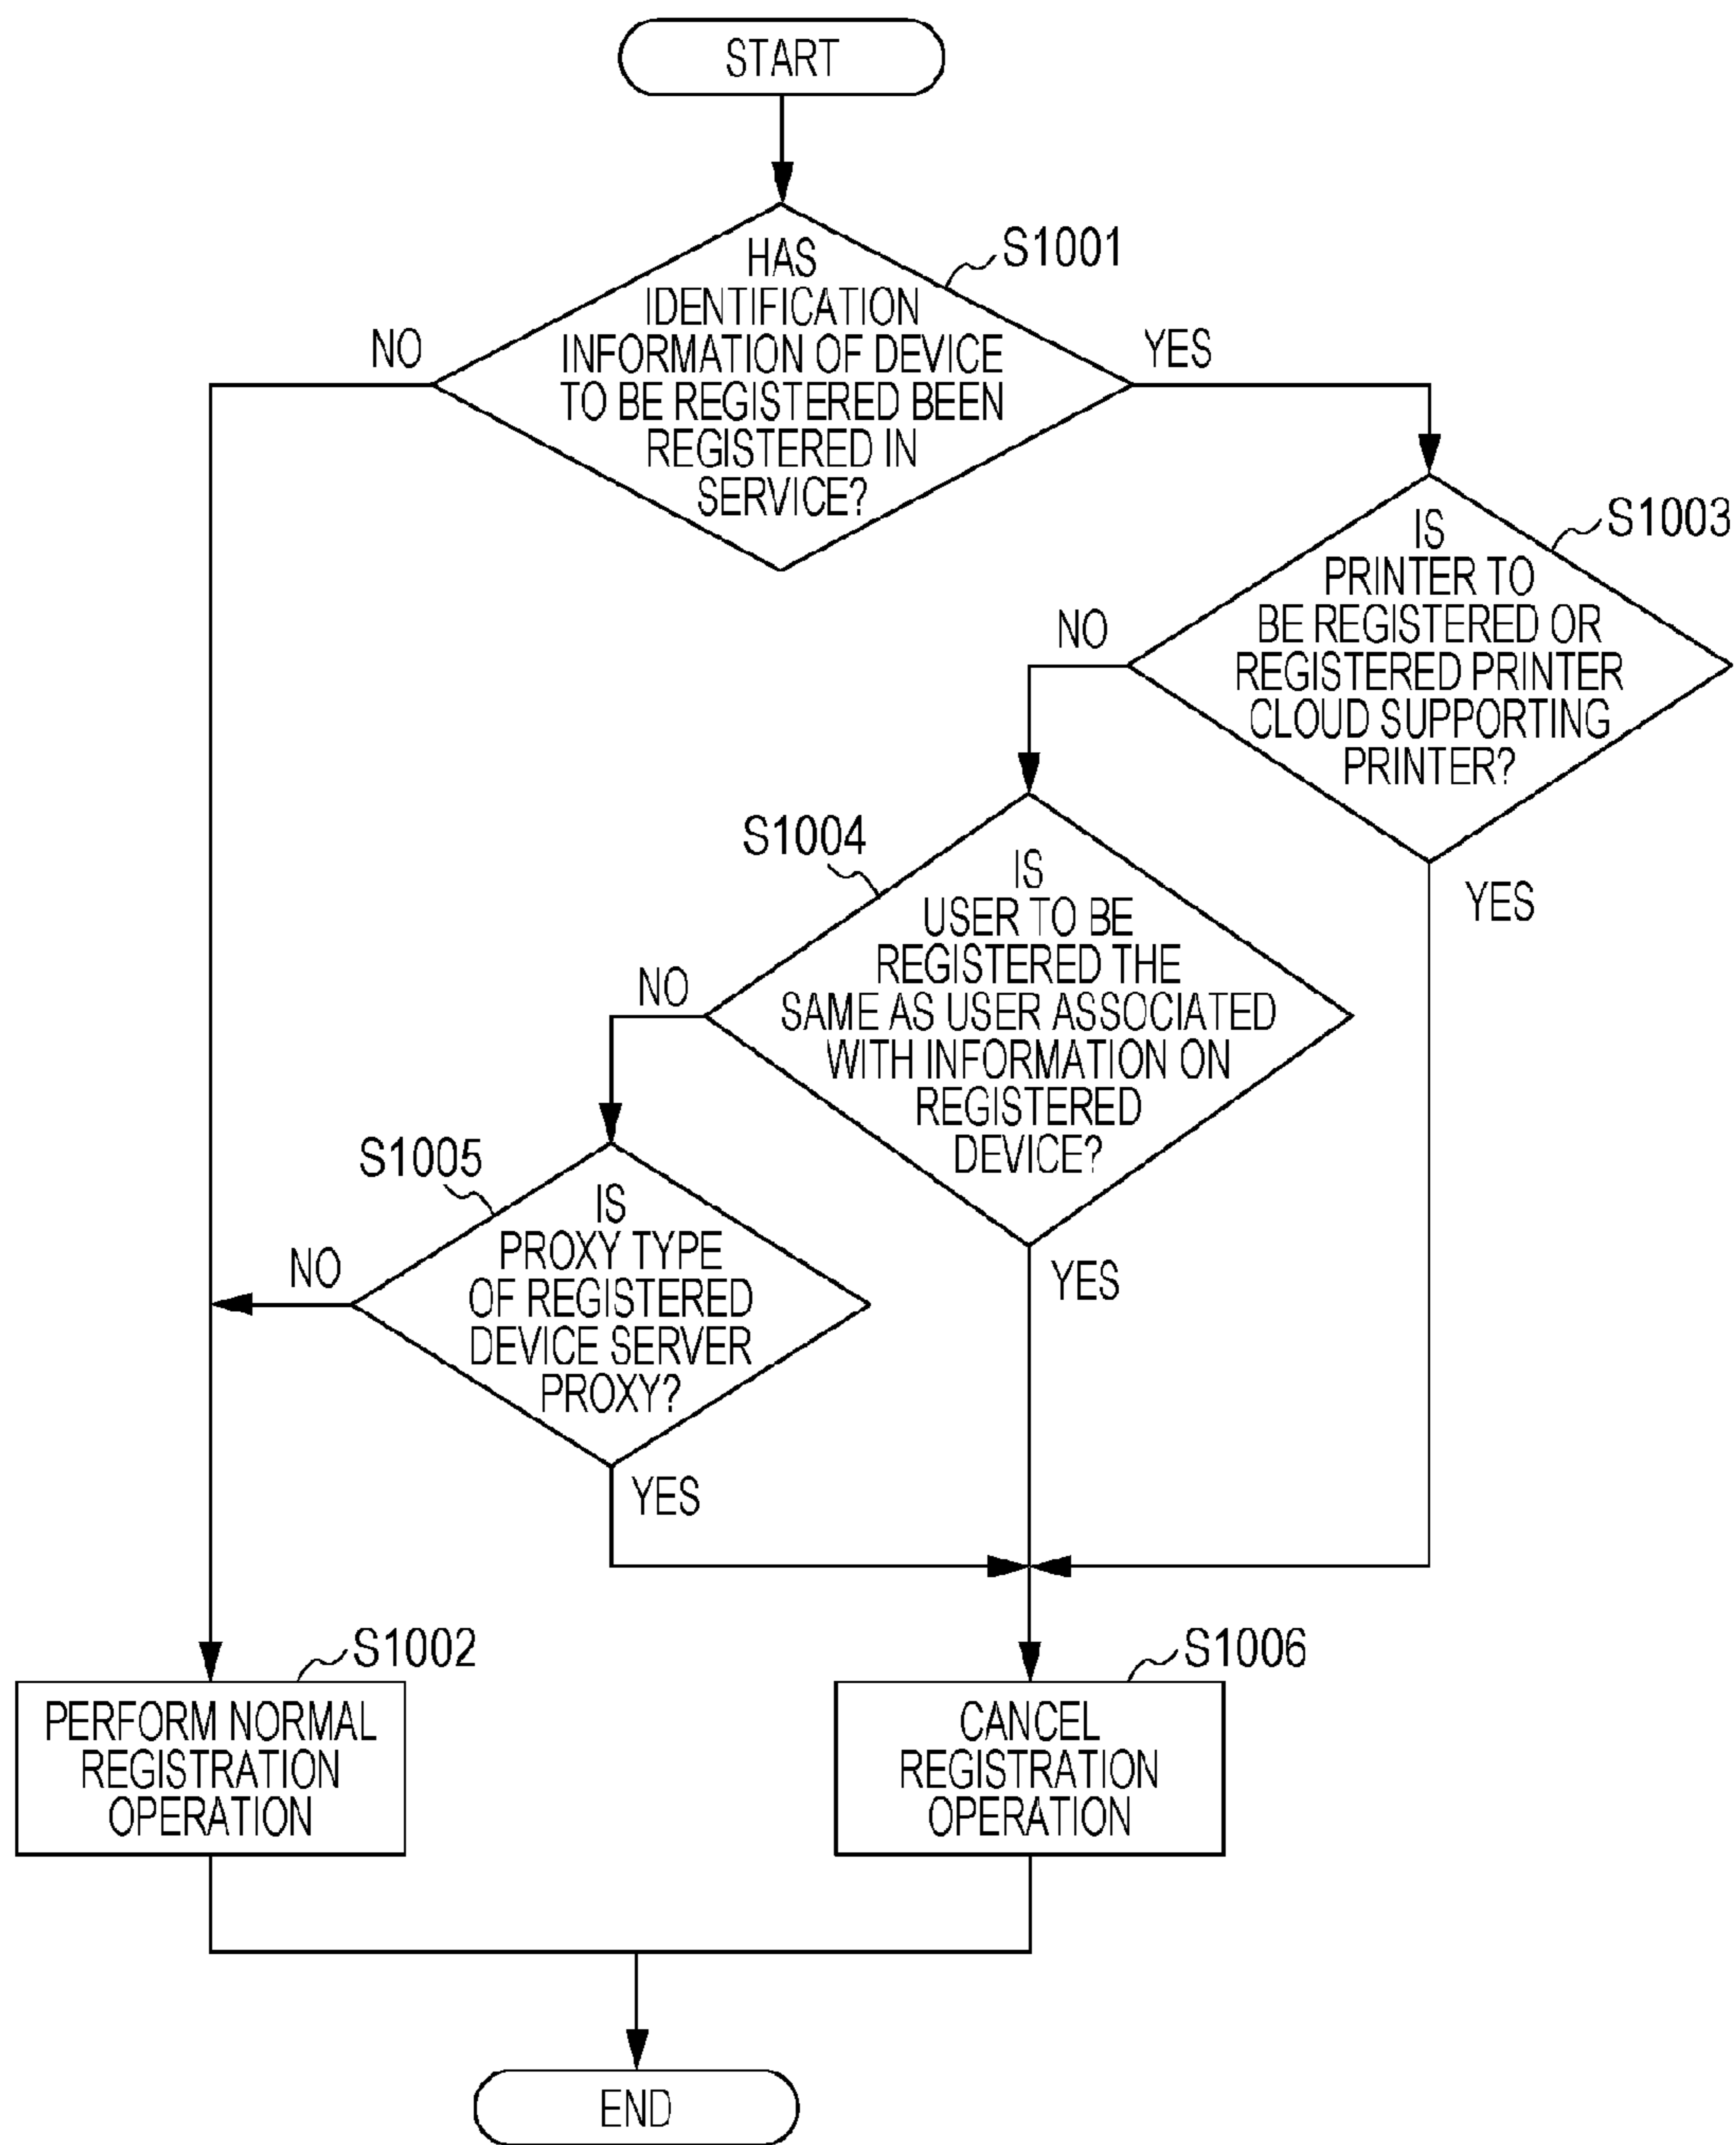 START
S1001
HAS
IDENTIFICATION
INFORMATION OF DEVICE
TO BE REGISTERED BEEN
REGISTERED IN
SERVICE?
NO
YES
S1003
IS
PRINTER TO
BE REGISTERED OR
REGISTERED PRINTER
CLOUD SUPPORTING
PRINTER?
NO
YES
S1004
IS
USER TO BE
REGISTERED THE
SAME AS USER ASSOCIATED
WITH INFORMATION ON
REGISTERED
DEVICE?
NO
YES
S1005
IS
PROXY TYPE
OF REGISTERED
DEVICE SERVER
PROXY?
NO
YES
S1002
PERFORM NORMAL
REGISTRATION
OPERATION
S1006
CANCEL
REGISTRATION
OPERATION
END